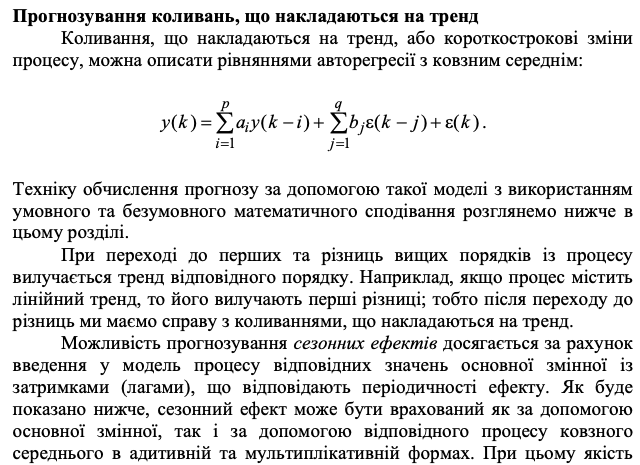 Прогнозування коливань, що накладаються на тренд
Коливання, що накладаються на тренд, або короткострокові зміни
процесу, можна описати рівняннями авторегресії з ковзним середнім:
y(k) = \sum_{i=1}^{p} a_i y(k − i) + \sum_{j=1}^{q} b_j ε(k − j) + ε(k) .
Техніку обчислення прогнозу за допомогою такої моделі з використанням
умовного та безумовного математичного сподівання розглянемо нижче в
цьому розділі.
При переході до перших та різниць вищих порядків із процесу
вилучається тренд відповідного порядку. Наприклад, якщо процес містить
лінійний тренд, то його вилучають перші різниці; тобто після переходу до
різниць ми маємо справу з коливаннями, що накладаються на тренд.
Можливість прогнозування сезонних ефектів досягається за рахунок
введення у модель процесу відповідних значень основної змінної із
затримками (лагами), що відповідають періодичності ефекту. Як буде
показано нижче, сезонний ефект може бути врахований як за допомогою
основної змінної, так і за допомогою відповідного процесу ковзного
середнього в адитивній та мультиплікативній формах. При цьому якість